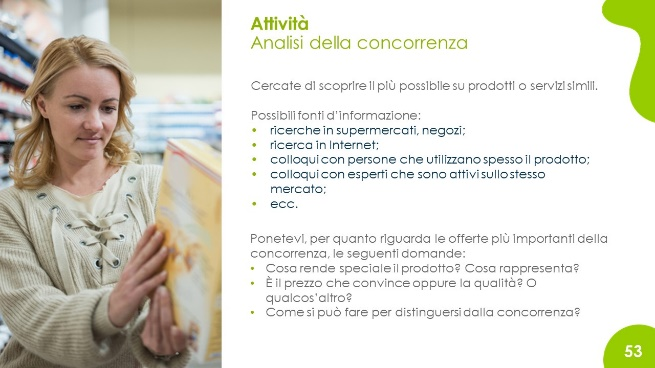 Attività
Analisi della concorrenza
Cercate di scoprire il più possibile su prodotti o servizi simili.
Possibili fonti d'informazione:
• ricerche in supermercati, negozi;
• ricerca in Internet;
• colloqui con persone che utilizzano spesso il prodotto;
• colloqui con esperti che sono attivi sullo stesso
mercato;
• ecc.
Ponetevi, per quanto riguarda le offerte più importanti della
concorrenza, le seguenti domande:
• Cosa rende speciale il prodotto? Cosa rappresenta?
• È il prezzo che convince oppure la qualità? O
qualcos'altro?
• Come si può fare per distinguersi dalla concorrenza?
53